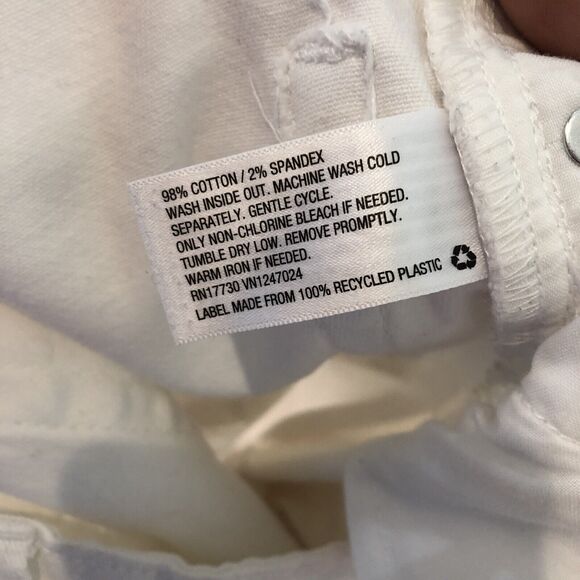 98% COTTON / 2% SPANDEX
WASH INSIDE OUT. MACHINE WASH COLD
SEPARATELY. GENTLE CYCLE.
ONLY NON-CHLORINE BLEACH IF NEEDED.
TUMBLE DRY LOW. REMOVE PROMPTLY.
WARM IRON IF NEEDED.
RN17730 VN1247024
LABEL MADE FROM 100% RECYCLED PLASTIC